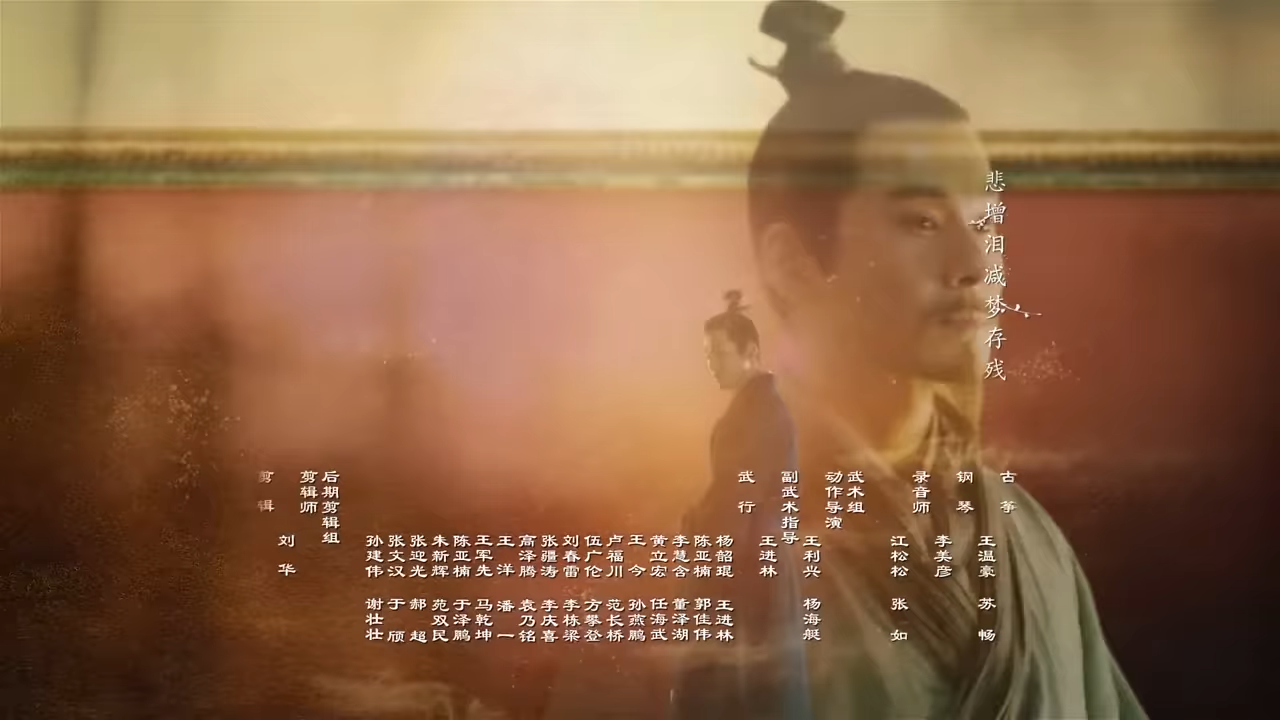 悲增泪减梦存残
古筝
王温豪
苏畅
钢琴
李美彦
录音师
江松松
张如
武术组
动作导演
王利兴
杨海艇
副武术指导
王进林
武行
杨韶琨
王进林
陈亚楠
郭佳伟
李慧含
董泽湖
黄立宏
任海武
王今
孙燕鹏
卢福川
范长桥
伍广伦
方攀登
刘春雷
李栋梁
张疆涛
李庆喜
高泽腾
袁乃铭
王洋
潘一
王军先
马乾坤
陈亚楠
于泽鹏
朱新辉
苑双民
张迎光
郝超
张文汉
于颀
孙建伟
谢壮壮
后期剪辑组
剪辑师
刘华
剪辑